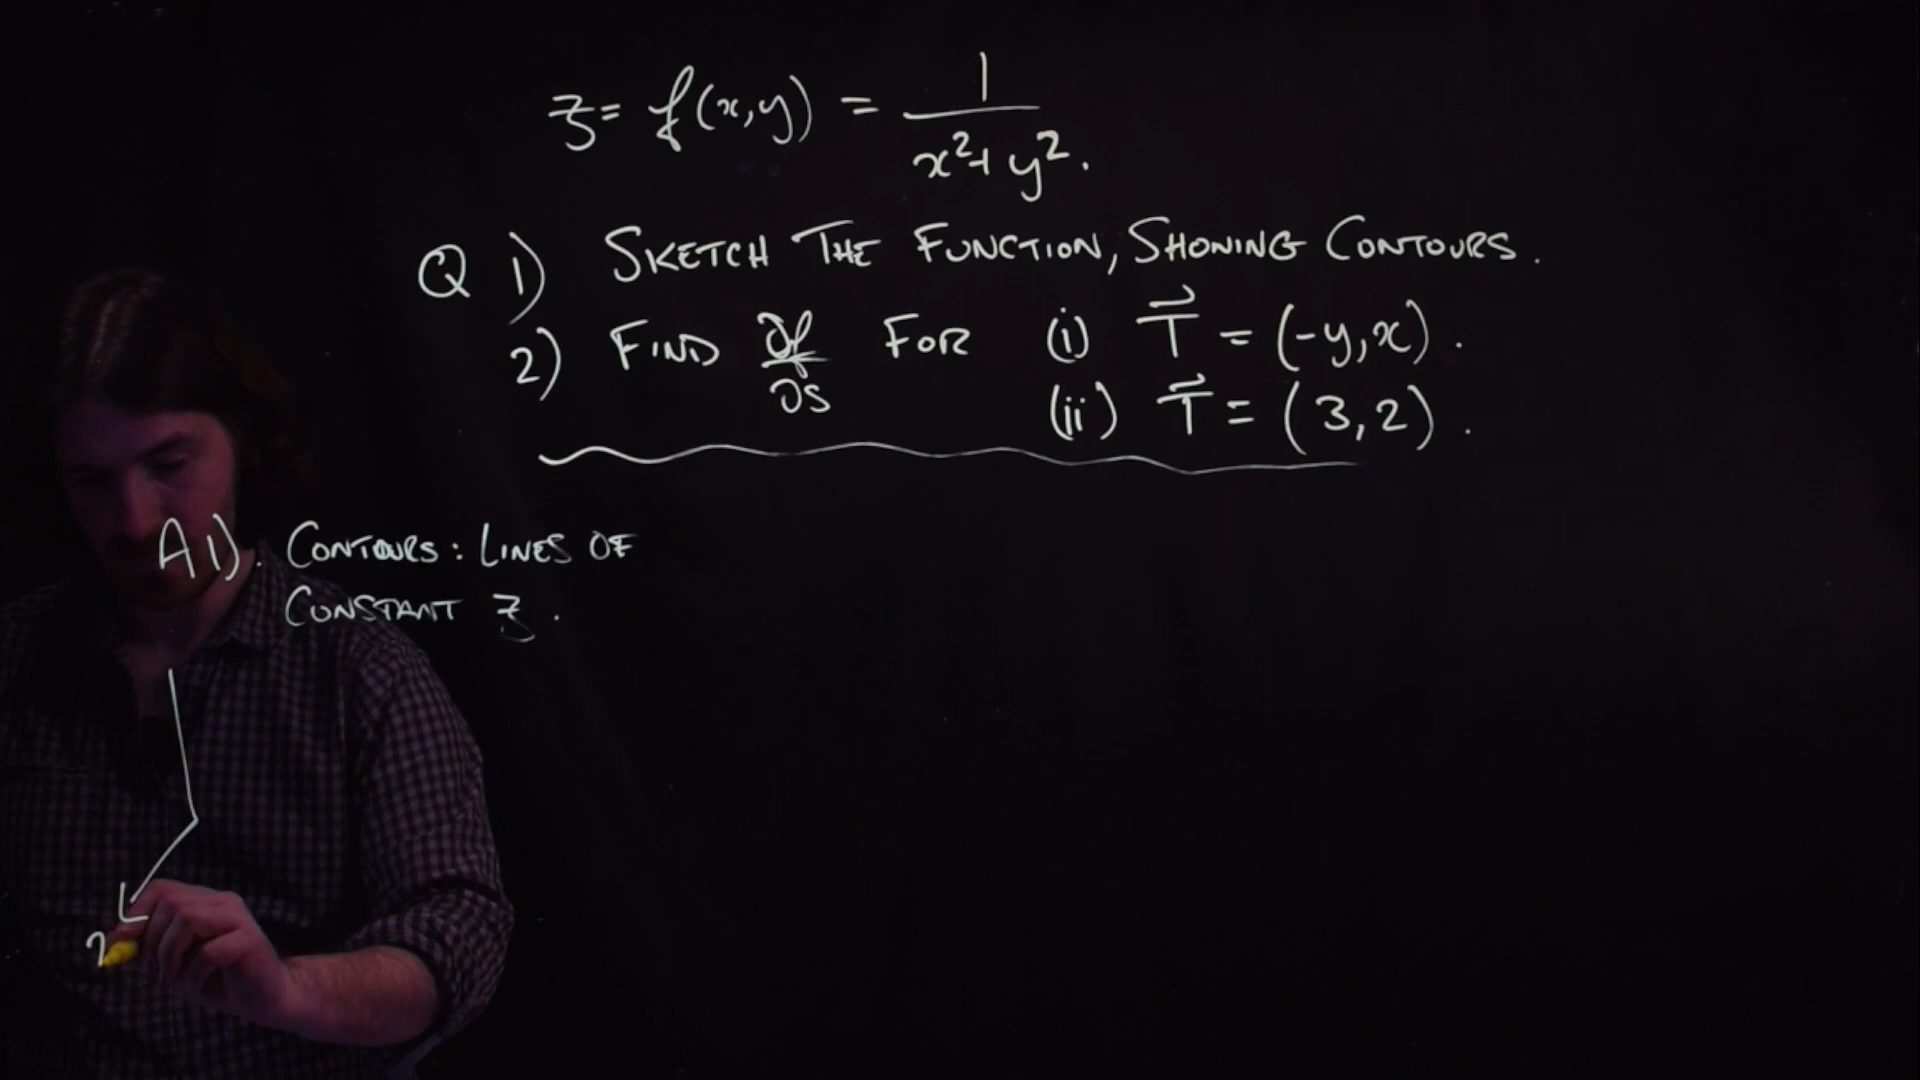 z = f(x,y) = 1/(x²+y².
Q 1) SKETCH THE FUNCTION, SHOWING CONTOURS.
2) FIND ∂f/∂s FOR (i) T⃗ = (-y,x).
(ii) T⃗ = (3,2).
A1). CONTOURS: LINES OF
CONSTANT z.